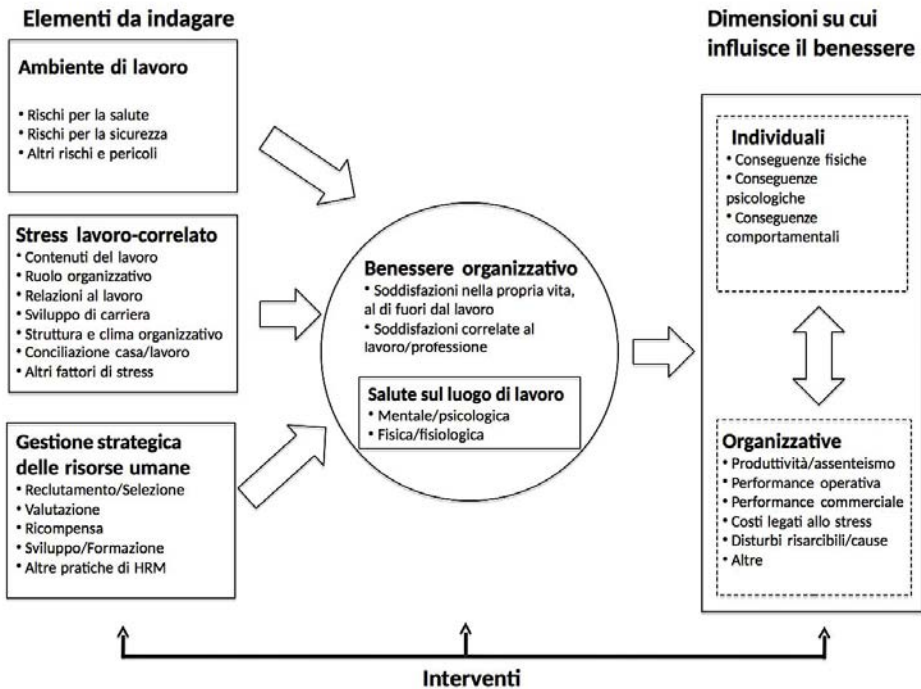 Elementi da indagare
Ambiente di lavoro
• Rischi per la salute
• Rischi per la sicurezza
• Altri rischi e pericoli
Stress lavoro-correlato
• Contenuti del lavoro
• Ruolo organizzativo
• Relazioni al lavoro
• Sviluppo di carriera
• Struttura e clima organizzativo
• Conciliazione casa/lavoro
• Altri fattori di stress
Gestione strategica
delle risorse umane
• Reclutamento/Selezione
• Valutazione
• Ricompensa
• Sviluppo/Formazione
• Altre pratiche di HRM
Benessere organizzativo
• Soddisfazioni nella propria vita,
al di fuori dal lavoro
• Soddisfazioni correlate al
lavoro/professione
Salute sul luogo di lavoro
• Mentale/psicologica
• Fisica/fisiologica
Dimensioni su cui
influisce il benessere
Individuali
• Conseguenze fisiche
• Conseguenze
psicologiche
• Conseguenze
comportamentali
Organizzative
• Produttività/assenteismo
• Performance operativa
• Performance commerciale
• Costi legati allo stress
• Disturbi risarcibili/cause
• Altre
Interventi